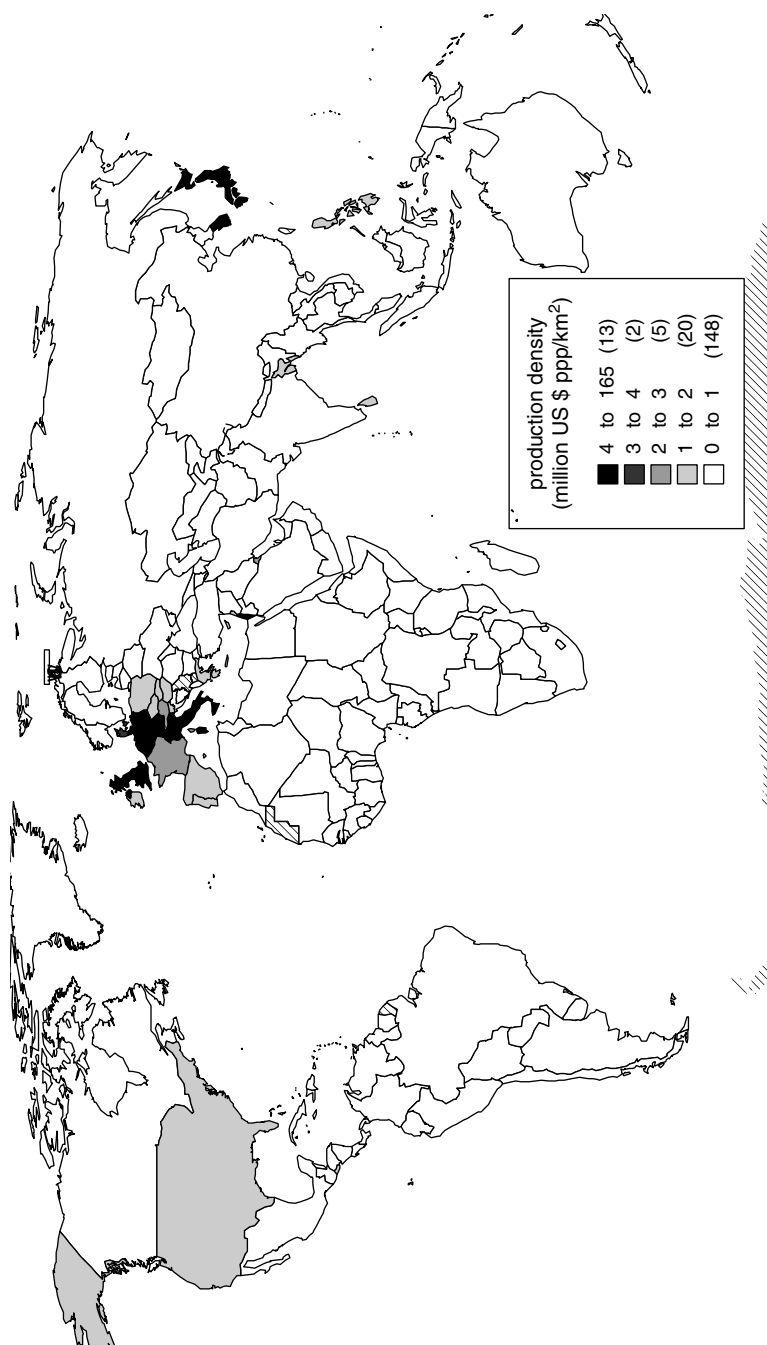 production density
(million US $ ppp/km²)
4 to 165 (13)
3 to 4 (2)
2 to 3 (5)
1 to 2 (20)
0 to 1 (148)